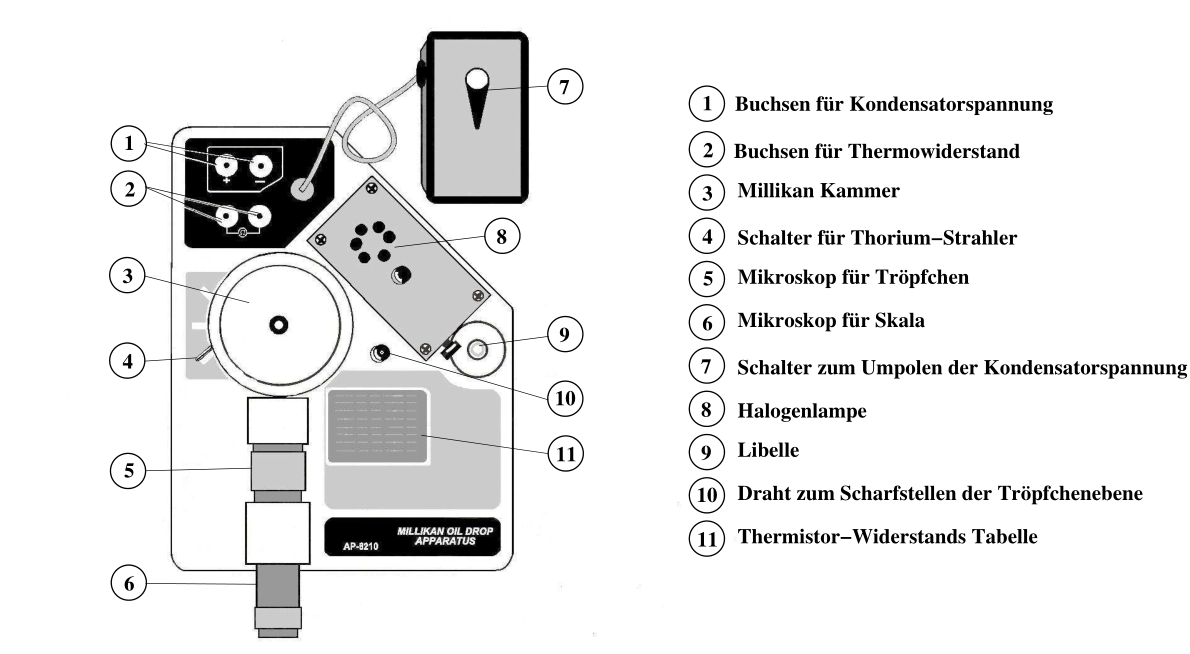 1 Buchsen für Kondensatorspannung
2 Buchsen für Thermowiderstand
3 Millikan Kammer
4 Schalter für Thorium−Strahler
5 Mikroskop für Tröpfchen
6 Mikroskop für Skala
7 Schalter zum Umpolen der Kondensatorspannung
8 Halogenlampe
9 Libelle
10 Draht zum Scharfstellen der Tröpfchenebene
11 Thermistor−Widerstands Tabelle
1
2
3
4
5
6
7
8
9
10
11
+ −
MILLIKAN OIL DROP
AP-8210 APPARATUS